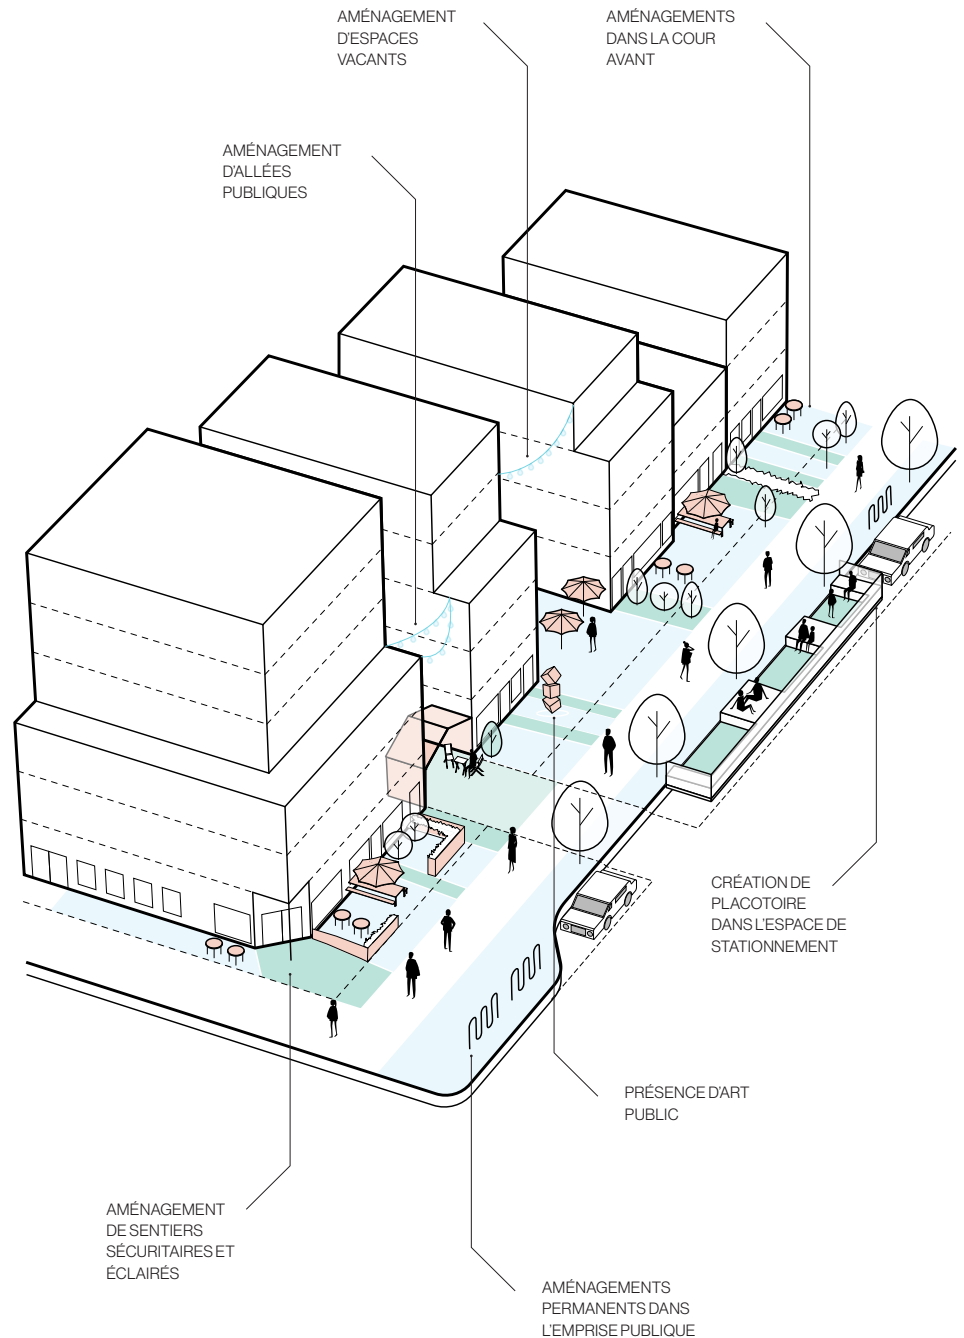 AMÉNAGEMENT
D'ESPACES
VACANTS
AMÉNAGEMENTS
DANS LA COUR
AVANT
AMÉNAGEMENT
D'ALLÉES
PUBLIQUES
CRÉATION DE
PLACOTOIRE
DANS L'ESPACE DE
STATIONNEMENT
PRÉSENCE D'ART
PUBLIC
AMÉNAGEMENT
DE SENTIERS
SÉCURITAIRES ET
ÉCLAIRÉS
AMÉNAGEMENTS
PERMANENTS DANS
L'EMPRISE PUBLIQUE